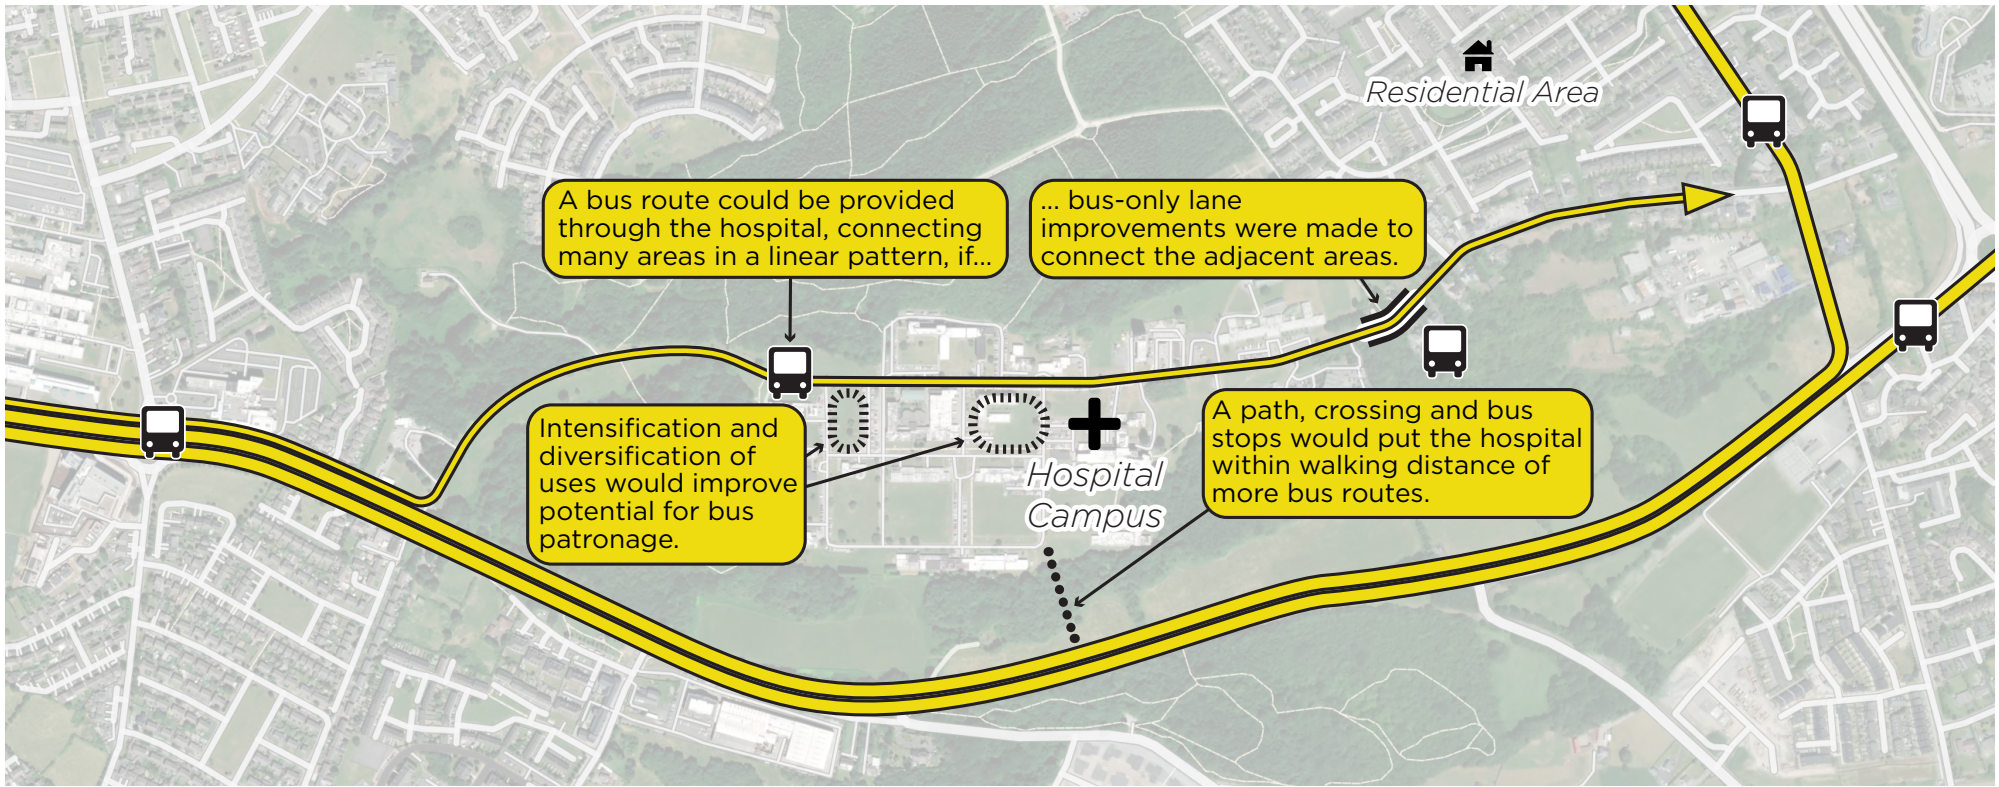 Residential Area
A bus route could be provided
through the hospital, connecting
many areas in a linear pattern, if...
... bus-only lane
improvements were made to
connect the adjacent areas.
Intensification and
diversification of
uses would improve
potential for bus
patronage.
Hospital
Campus
A path, crossing and bus
stops would put the hospital
within walking distance of
more bus routes.